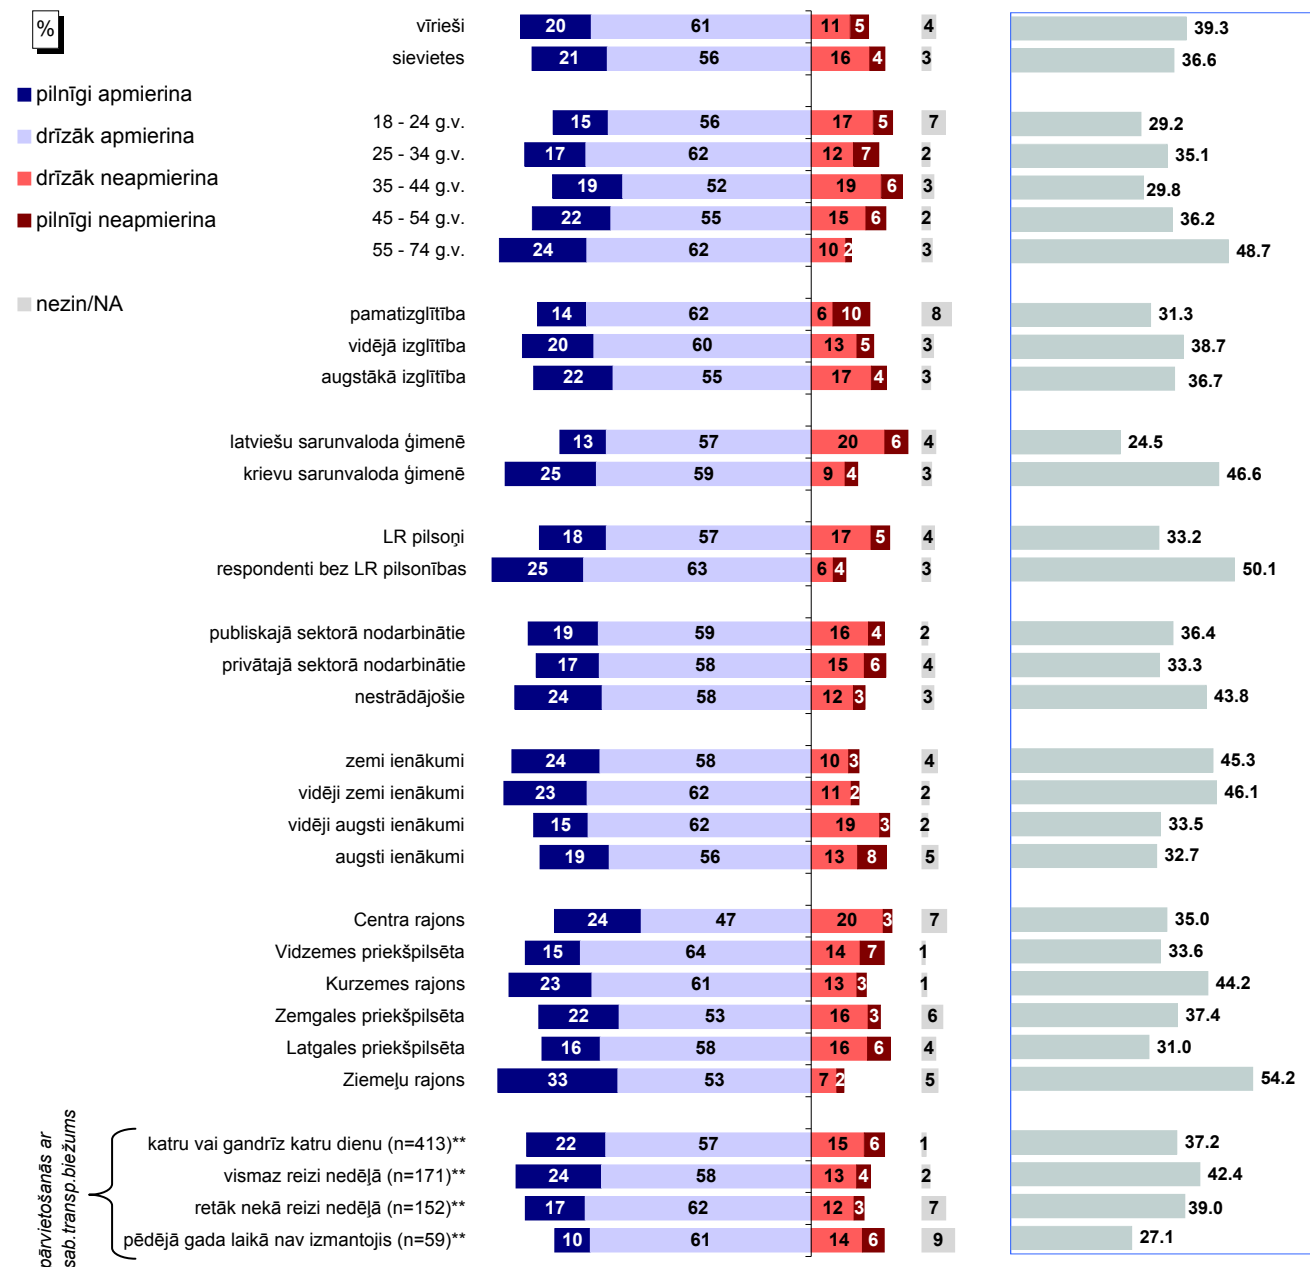 %
pilnīgi apmierina
drīzāk apmierina
drīzāk neapmierina
pilnīgi neapmierina
nezin/NA
vīrieši 20 61 11 5 4 39.3
sievietes 21 56 16 4 3 36.6
18 - 24 g.v. 15 56 17 5 7 29.2
25 - 34 g.v. 17 62 12 7 2 35.1
35 - 44 g.v. 19 52 19 6 3 29.8
45 - 54 g.v. 22 55 15 6 2 36.2
55 - 74 g.v. 24 62 10 2 3 48.7
pamatizglītība 14 62 6 10 8 31.3
vidējā izglītība 20 60 13 5 3 38.7
augstākā izglītība 22 55 17 4 3 36.7
latviešu sarunvaloda ģimenē 13 57 20 6 4 24.5
krievu sarunvaloda ģimenē 25 59 9 4 3 46.6
LR pilsoņi 18 57 17 5 4 33.2
respondenti bez LR pilsonības 25 63 6 4 3 50.1
publiskajā sektorā nodarbinātie 19 59 16 4 2 36.4
privātajā sektorā nodarbinātie 17 58 15 6 4 33.3
nestrādājošie 24 58 12 3 3 43.8
zemi ienākumi 24 58 10 3 4 45.3
vidēji zemi ienākumi 23 62 11 2 2 46.1
vidēji augsti ienākumi 15 62 19 3 2 33.5
augsti ienākumi 19 56 13 8 5 32.7
Centra rajons 24 47 20 3 7 35.0
Vidzemes priekšpilsēta 15 64 14 7 1 33.6
Kurzemes rajons 23 61 13 3 1 44.2
Zemgales priekšpilsēta 22 53 16 3 6 37.4
Latgales priekšpilsēta 16 58 16 6 4 31.0
Ziemeļu rajons 33 53 7 2 5 54.2
pārvietošanās ar
sab.transp.biežums
katru vai gandrīz katru dienu (n=413)** 22 57 15 6 1 37.2
vismaz reizi nedēļā (n=171)** 24 58 13 4 2 42.4
retāk nekā reizi nedēļā (n=152)** 17 62 12 3 7 39.0
pēdējā gada laikā nav izmantojis (n=59)** 10 61 14 6 9 27.1